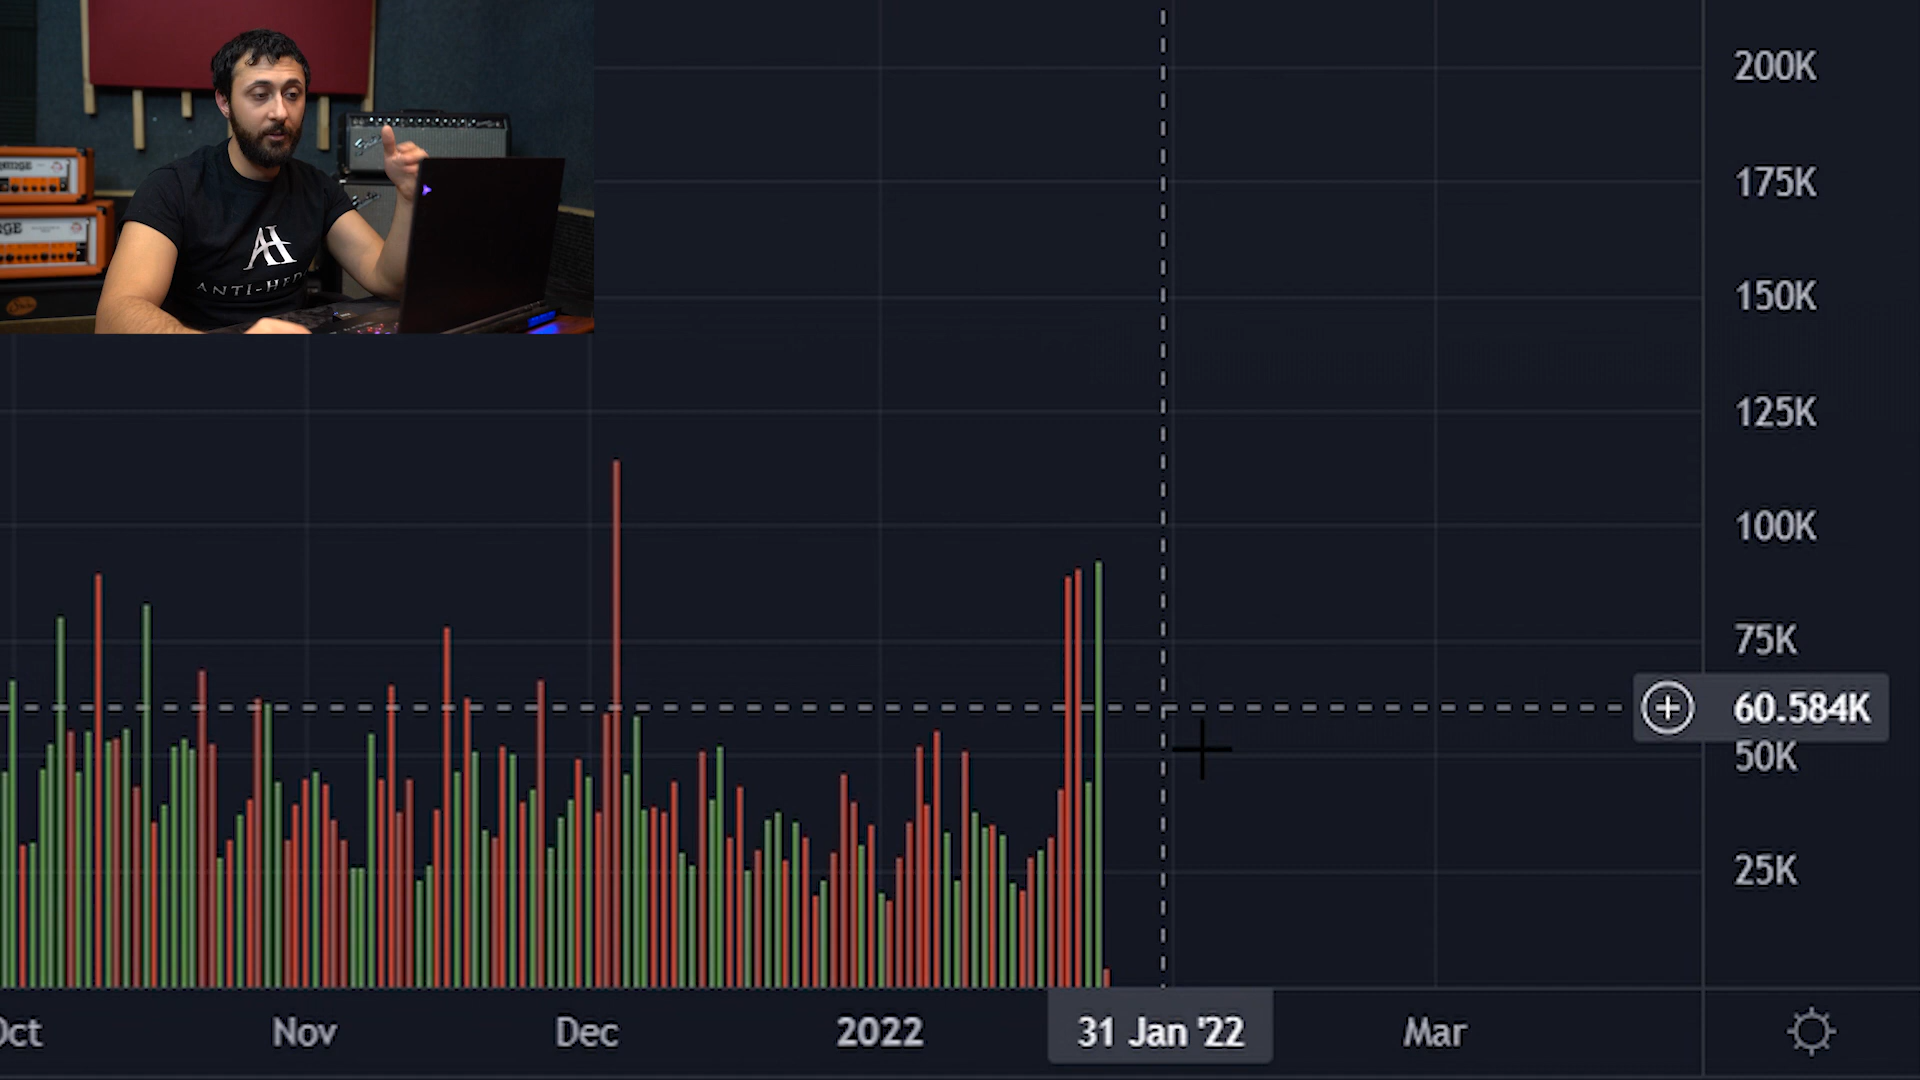 AH
ANTI-HE
200K
175K
150K
125K
100K
75K
60.584K
50K
25K
Oct
Nov
Dec
2022
31 Jan '22
Mar